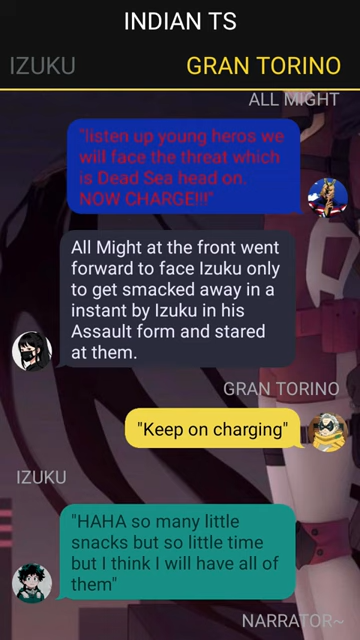 INDIAN TS
IZUKU
GRAN TORINO
ALL MIGHT
"listen up young heros we
will face the threat which
is Dead Sea head on.
NOW CHARGE!!!"
All Might at the front went
forward to face Izuku only
to get smacked away in a
instant by Izuku in his
Assault form and stared
at them.
GRAN TORINO
"Keep on charging"
IZUKU
"HAHA so many little
snacks but so little time
but I think I will have all of
them"
NARRATOR~